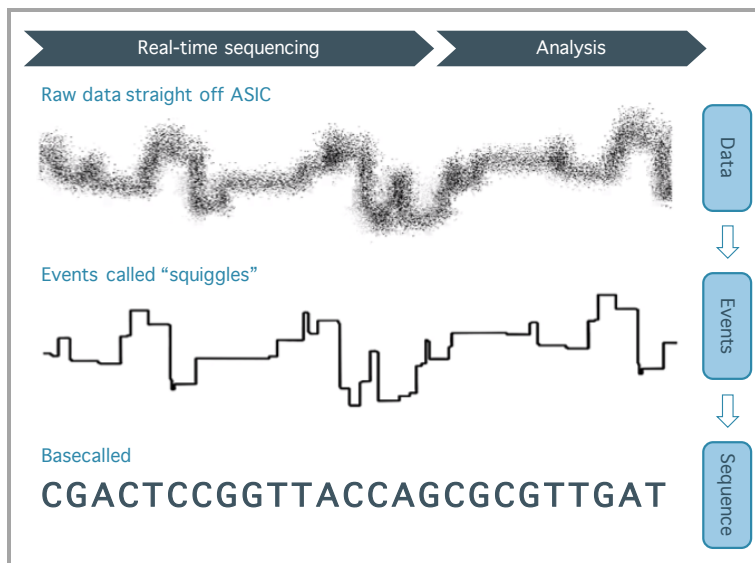 Real-time sequencing
Analysis
Raw data straight off ASIC
Data
Events called “squiggles”
Events
Basecalled
CGACTCCGGTTACCAGCGCGTTGAT
Sequence